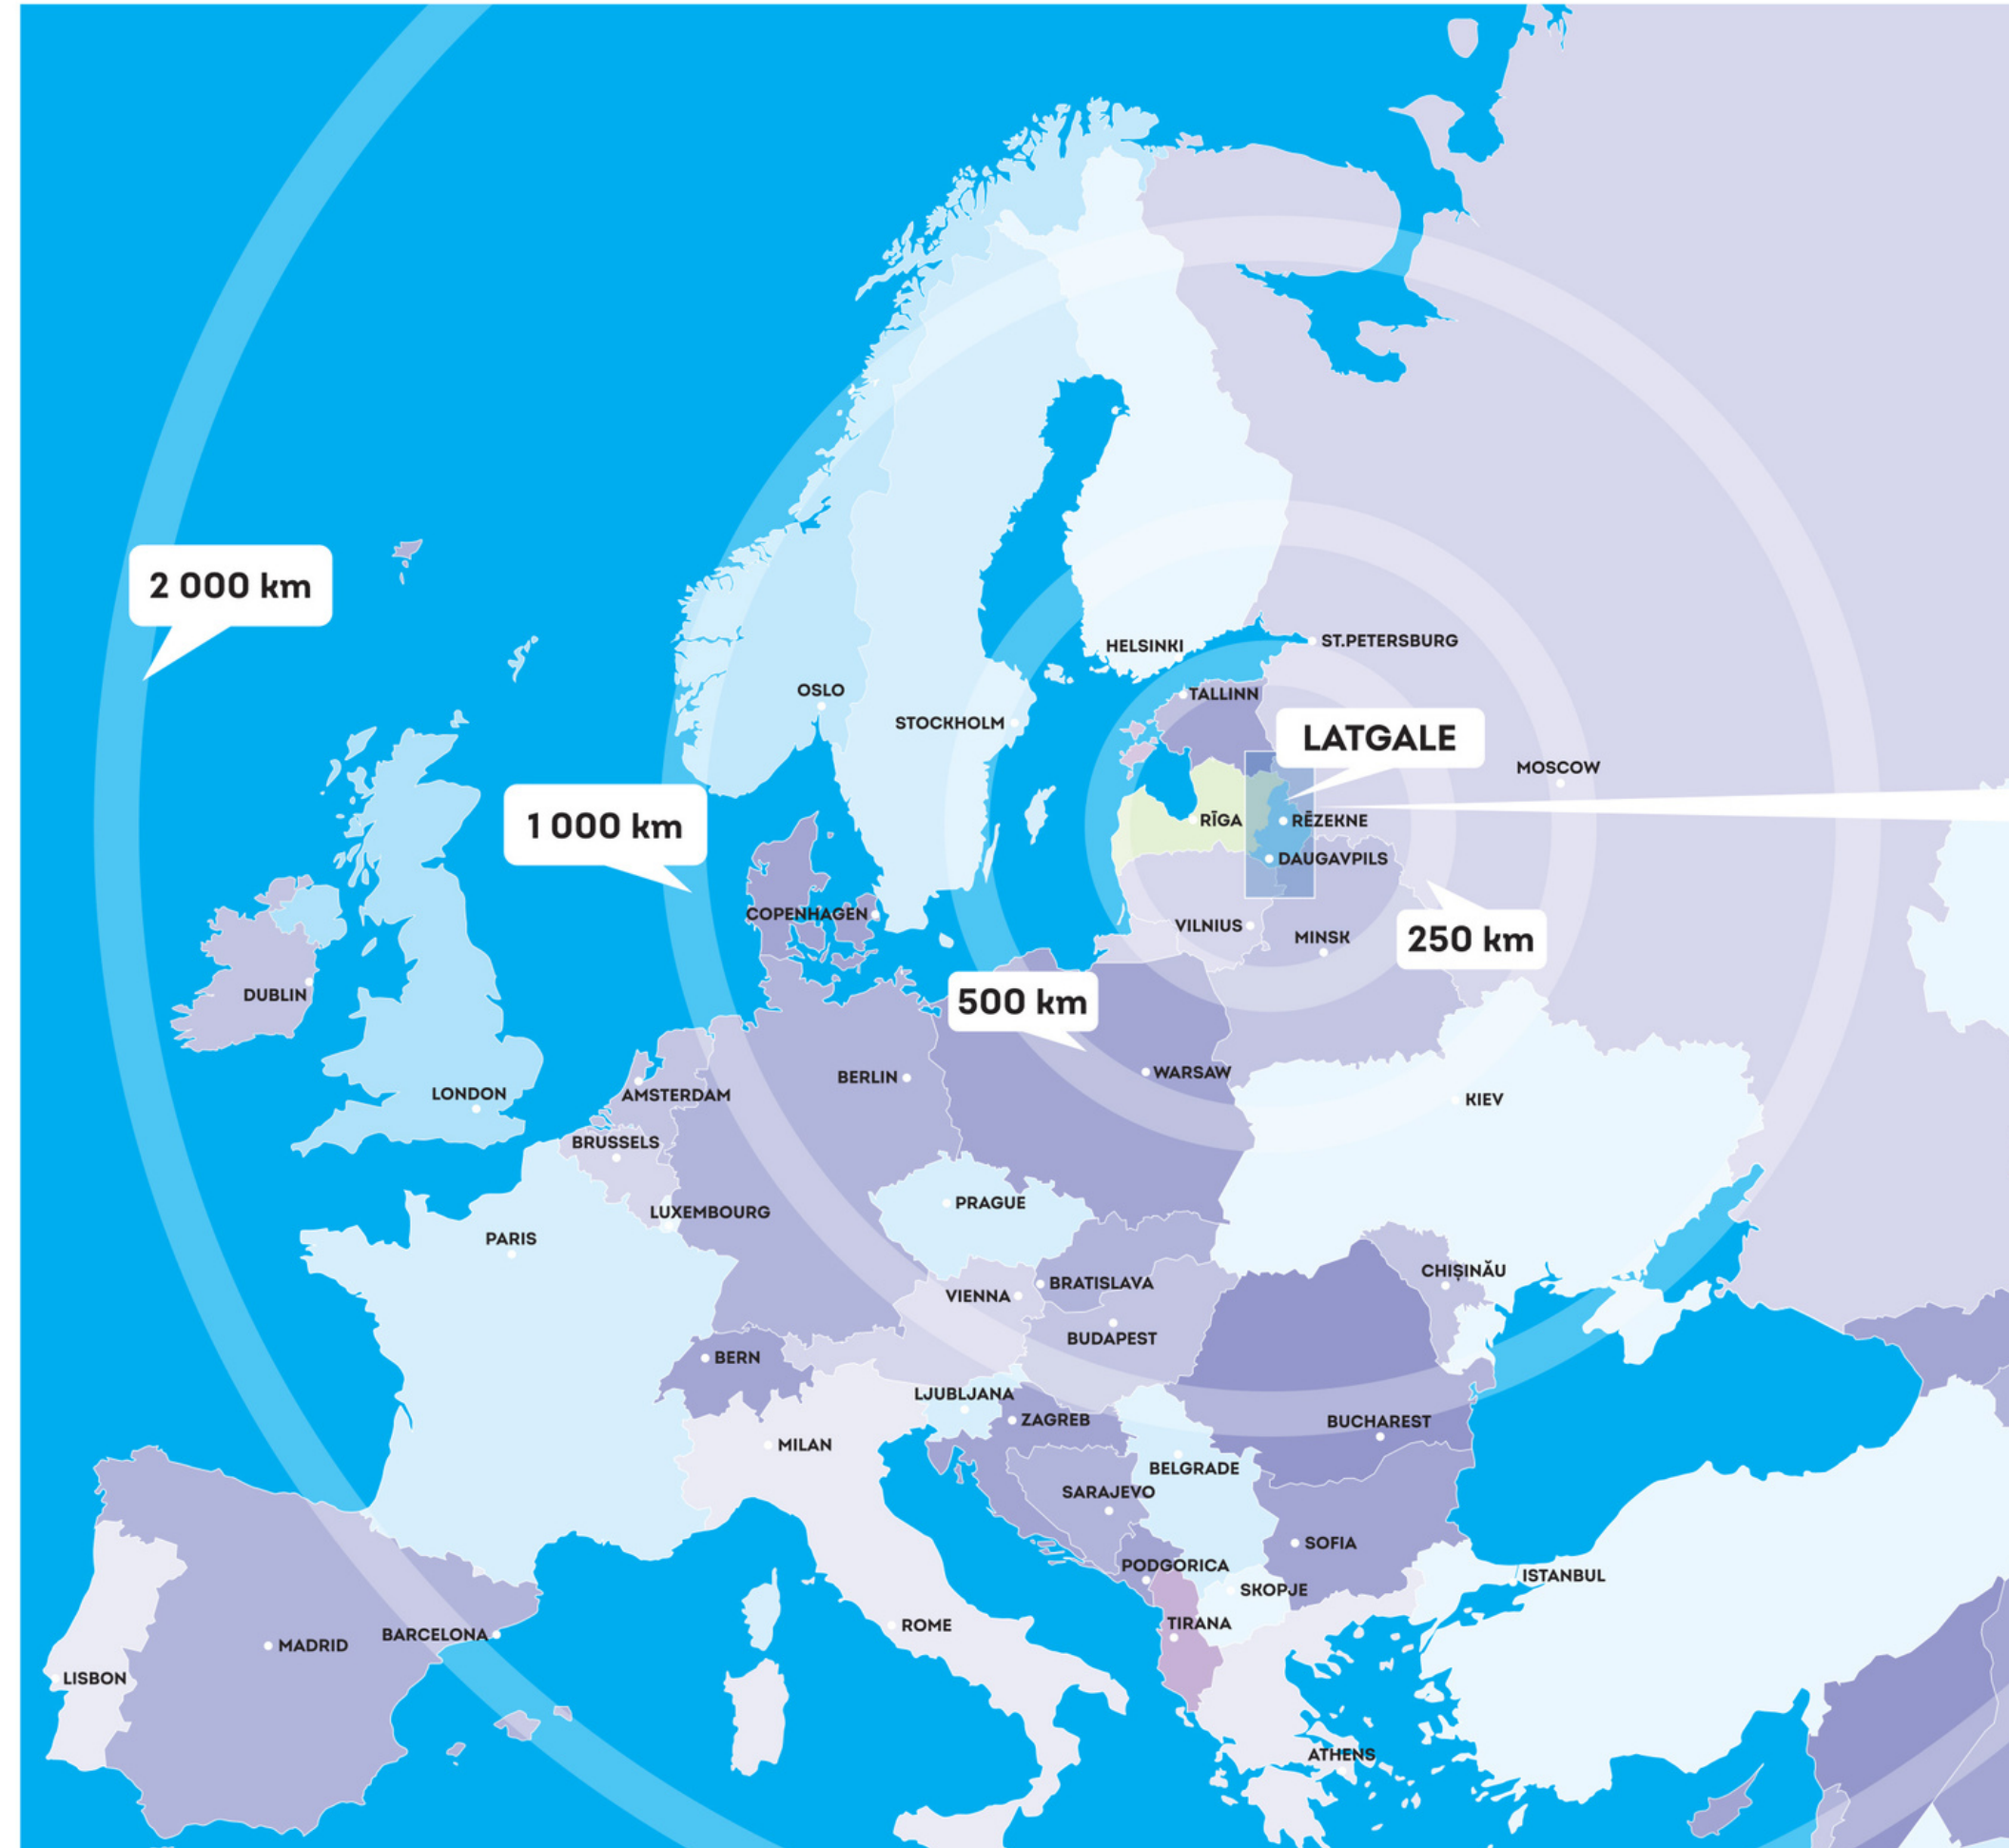 2 000 km
HELSINKI
ST.PETERSBURG
OSLO
TALLINN
STOCKHOLM
LATGALE
MOSCOW
1 000 km
RĪGA
RĒZEKNE
DAUGAVPILS
COPENHAGEN
VILNIUS
MINSK
250 km
DUBLIN
500 km
WARSAW
BERLIN
LONDON
AMSTERDAM
KIEV
BRUSSELS
PRAGUE
LUXEMBOURG
PARIS
CHIȘINĂU
BRATISLAVA
VIENNA
BUDAPEST
BERN
LJUBLJANA
ZAGREB
BUCHAREST
MILAN
BELGRADE
SARAJEVO
SOFIA
PODGORICA
ISTANBUL
SKOPJE
TIRANA
ROME
BARCELONA
MADRID
LISBON
ATHENS